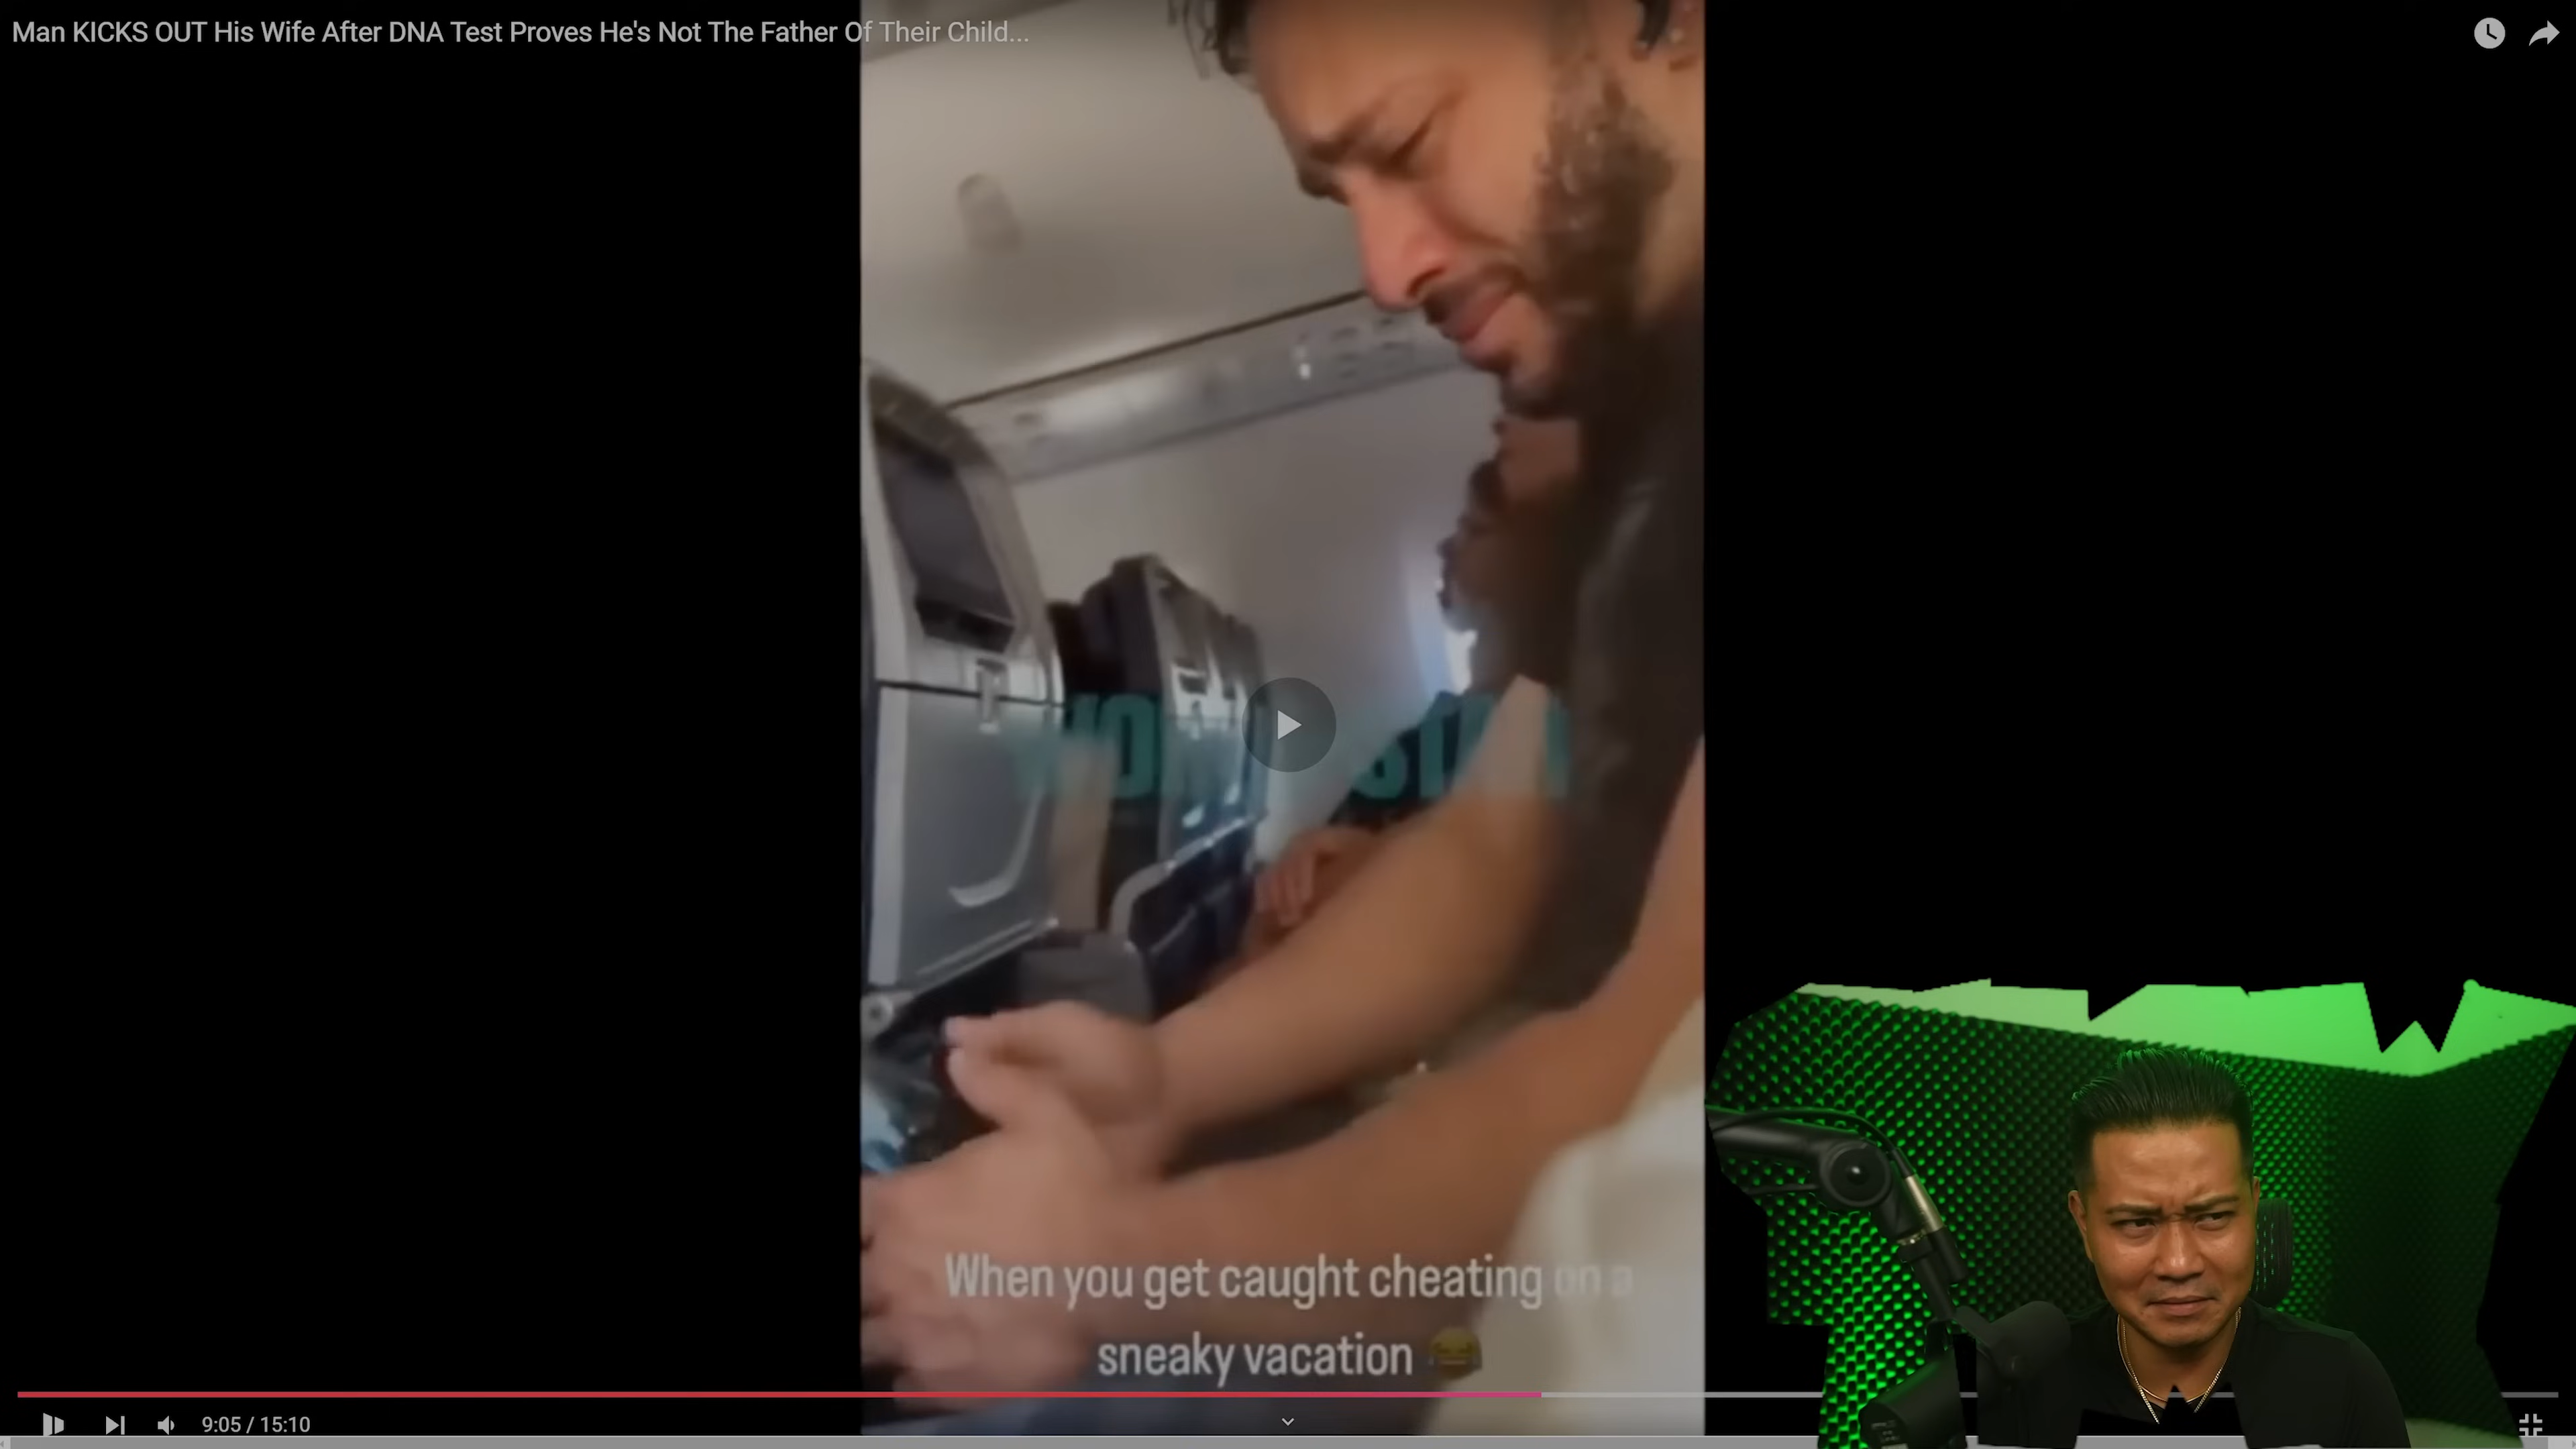 Man KICKS OUT His Wife After DNA Test Proves He's Not The Father Of Their Child...
When you get caught cheating on a
sneaky vacation 😂
9:05 / 15:10